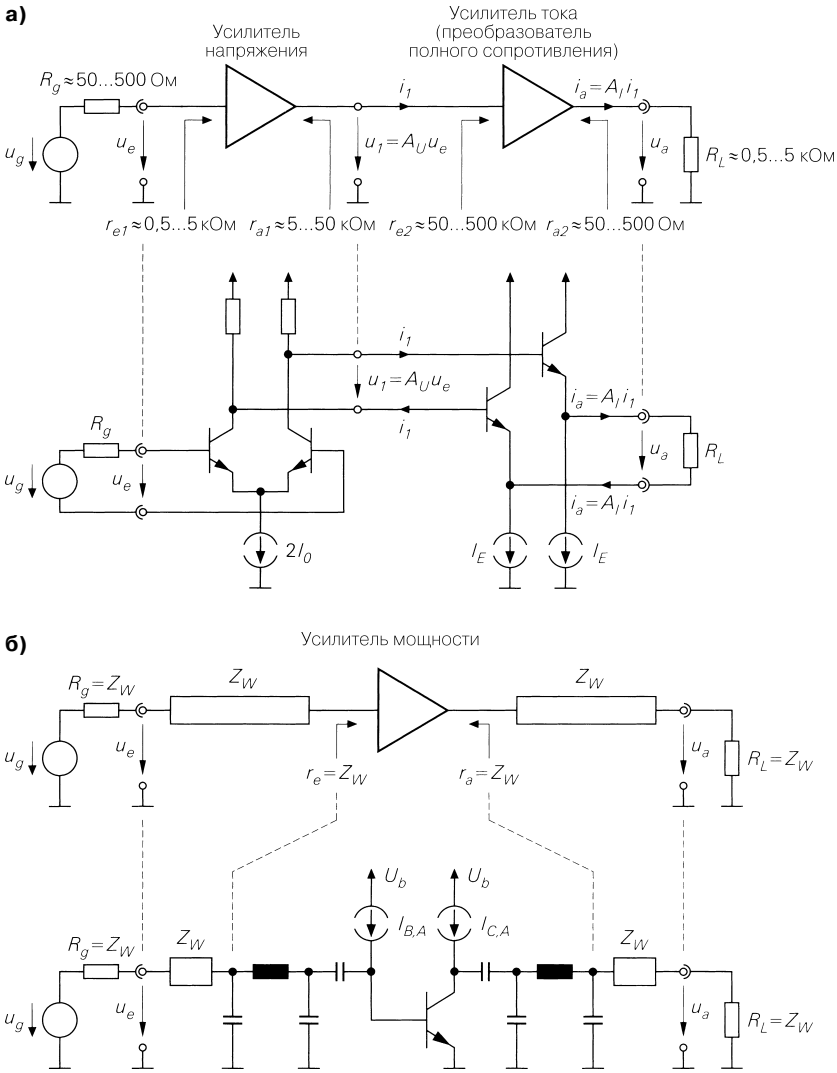 а)
Усилитель
напряжения
Усилитель тока
(преобразователь
полного сопротивления)
R_g ≈ 50...500 Ом
i_1
i_a = A_I i_1
u_g
u_e
u_1 = A_U u_e
u_a
R_L ≈ 0,5...5 кОм
r_e1 ≈ 0,5...5 кОм
r_a1 ≈ 5...50 кОм
r_e2 ≈ 50...500 кОм
r_a2 ≈ 50...500 Ом
i_1
u_1 = A_U u_e
i_1
i_a = A_I i_1
R_g
u_g
u_e
u_a
R_L
i_a = A_I i_1
2I_0
I_E
I_E
б)
Усилитель мощности
R_g = Z_W
Z_W
Z_W
u_g
u_e
u_a
r_e = Z_W
r_a = Z_W
R_L = Z_W
U_b
U_b
I_B,A
I_C,A
R_g = Z_W
Z_W
Z_W
u_g
u_e
u_a
R_L = Z_W